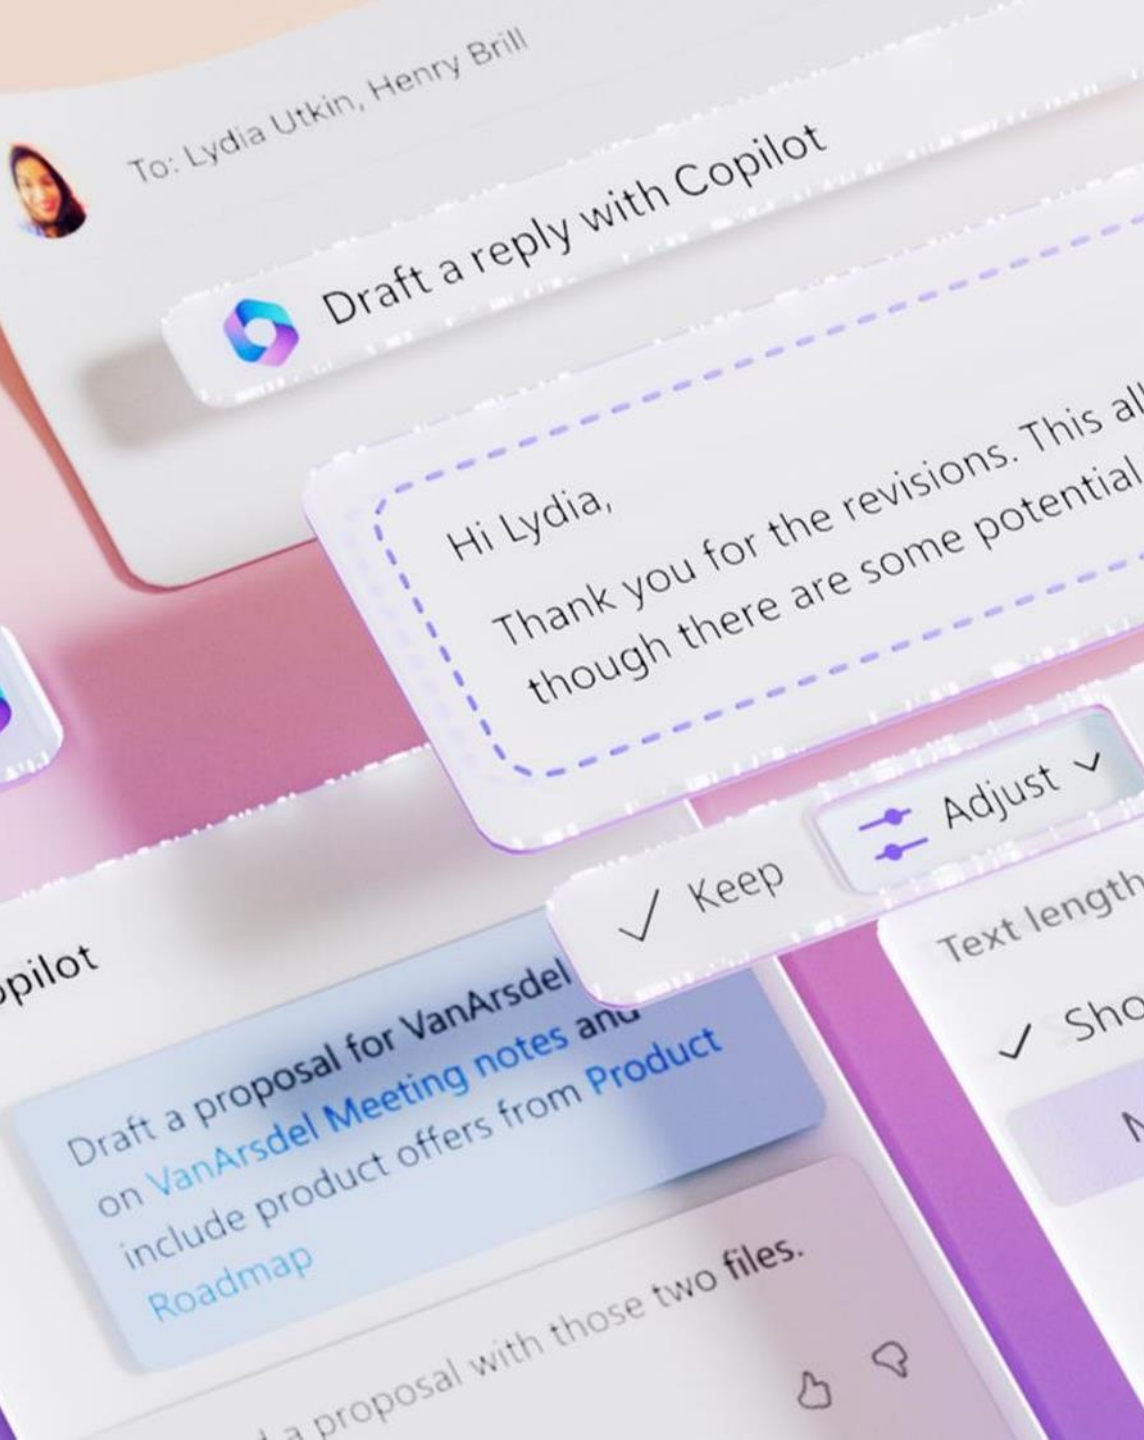 To: Lydia Utkin, Henry Brill
Draft a reply with Copilot
Hi Lydia,
Thank you for the revisions. This all
though there are some potential
Keep
Adjust
Text length
Sho
opilot
Draft a proposal for VanArsdel
on VanArsdel Meeting notes and
include product offers from Product
Roadmap
a proposal with those two files.